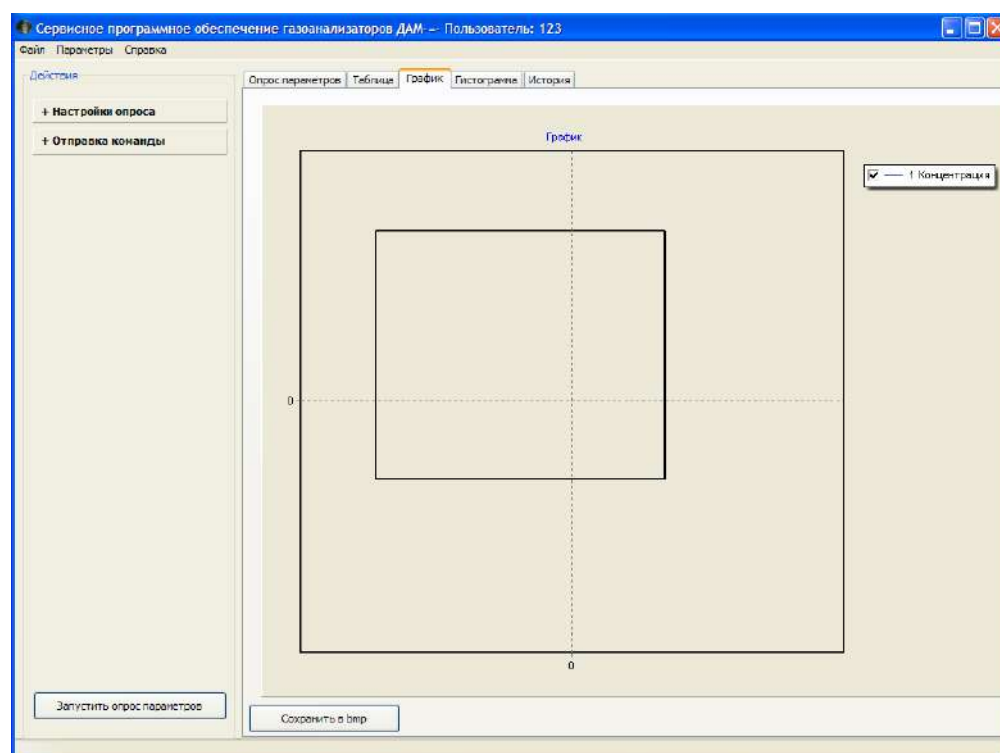 Сервисное программное обеспечение газоанализаторов ДАМ--- Пользователь: 123
Файл Параметры Справка
Действия
+ Настройки опроса
+ Отправка команды
Запустить опрос параметров
Опрос параметров Таблица График Гистограмма История
График
1 Концентрация
0
0
Сохранить в bmp